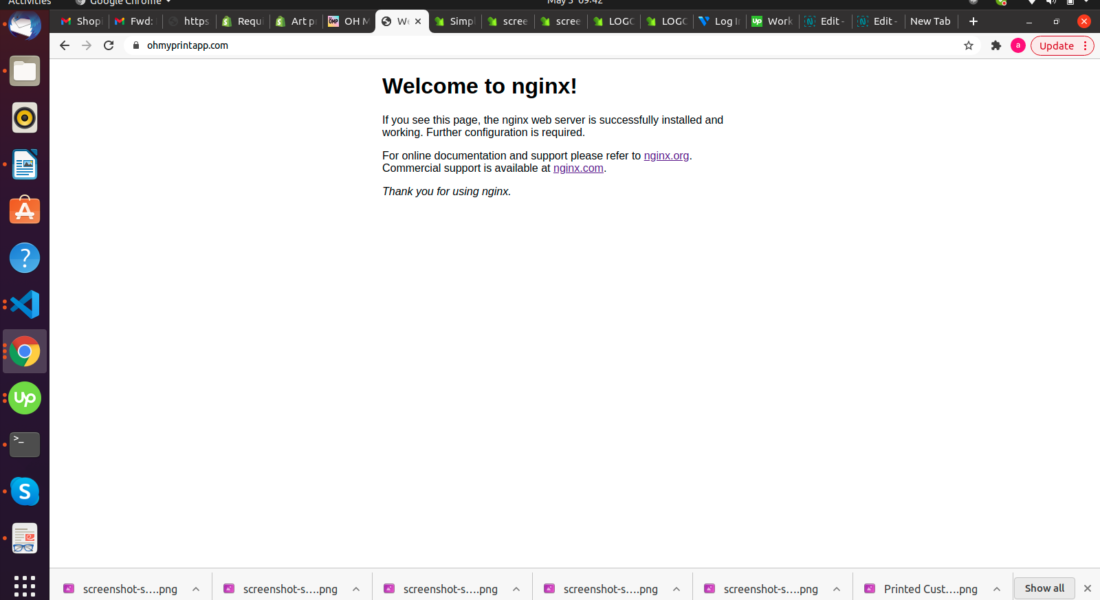 Activities
Google Chrome
May 3 09:42
Shop
Fwd:
https
Requ
Art p
OH M
We
Simpl
scree
scree
LOGO
LOGO
Log I
Work
Edit -
Edit -
New Tab
ohmyprintapp.com
a
Update
Welcome to nginx!
If you see this page, the nginx web server is successfully installed and
working. Further configuration is required.
For online documentation and support please refer to nginx.org.
Commercial support is available at nginx.com.
Thank you for using nginx.
screenshot-s....png
screenshot-s....png
screenshot-s....png
screenshot-s....png
screenshot-s....png
Printed Cust....png
Show all